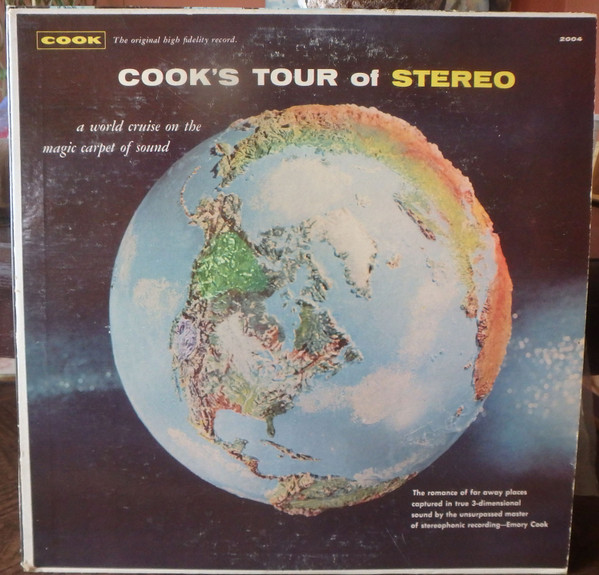 COOK The original high fidelity record. 2004
COOK'S TOUR of STEREO
a world cruise on the
magic carpet of sound
The romance of far away places
captured in true 3-dimensional
sound by the unsurpassed master
of stereophonic recording—Emory Cook